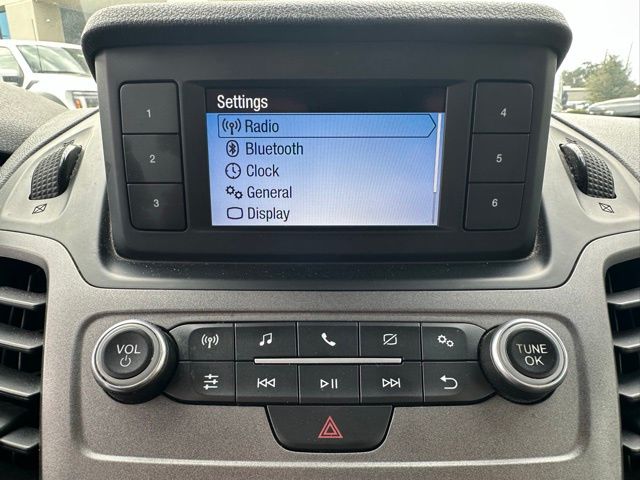 Settings
Radio
Bluetooth
Clock
General
Display
1
2
3
4
5
6
VOL
TUNE
OK